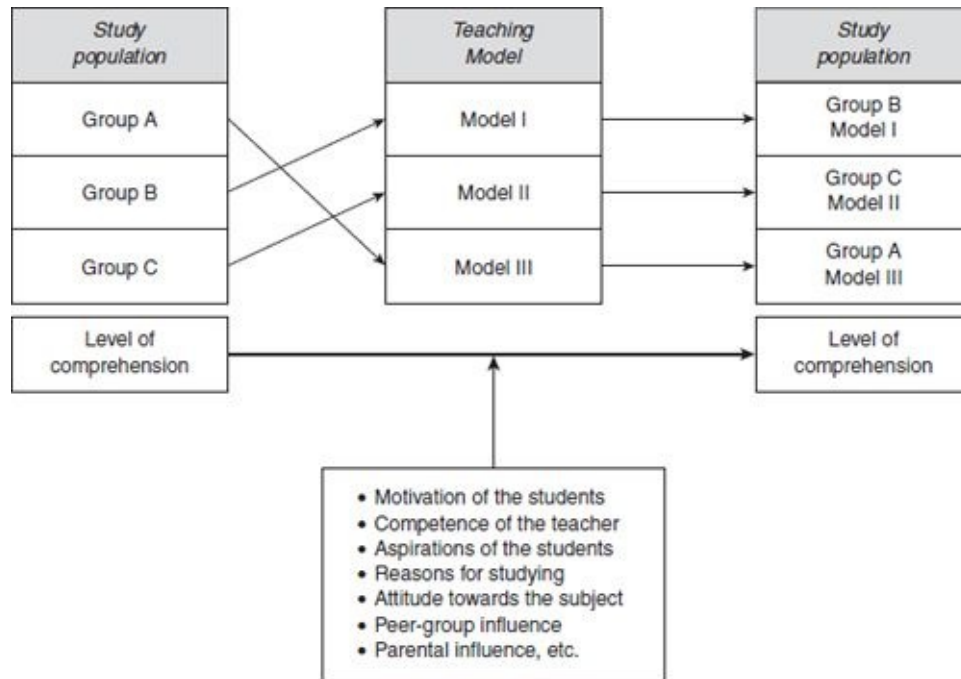 Study
population
Group A
Group B
Group C
Level of
comprehension
Teaching
Model
Model I
Model II
Model III
Study
population
Group B
Model I
Group C
Model II
Group A
Model III
Level of
comprehension
• Motivation of the students
• Competence of the teacher
• Aspirations of the students
• Reasons for studying
• Attitude towards the subject
• Peer-group influence
• Parental influence, etc.